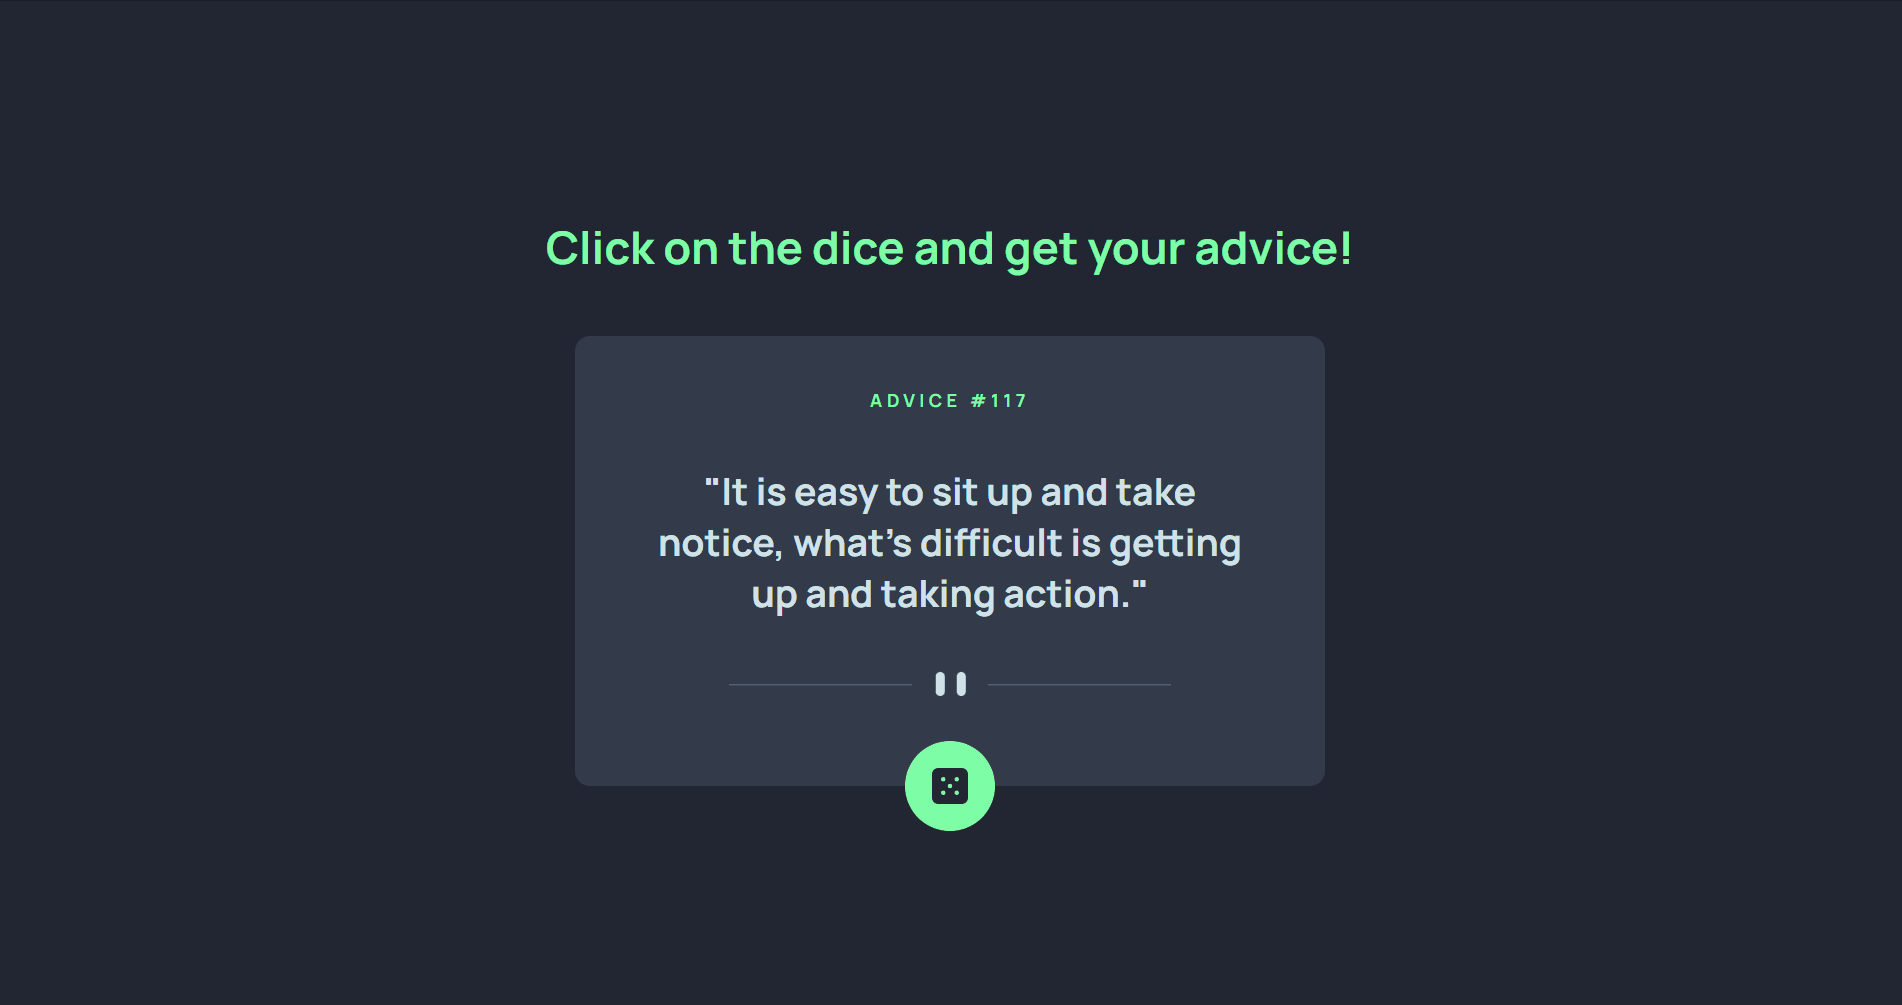 Click on the dice and get your advice!
ADVICE #117
"It is easy to sit up and take
notice, what's difficult is getting
up and taking action."